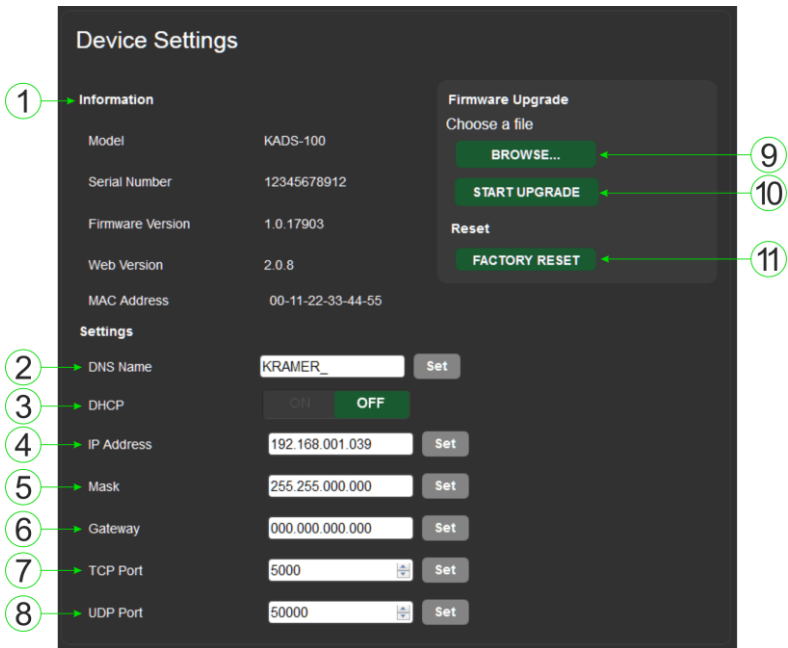 Device Settings
1 Information
Model KADS-100
Serial Number 12345678912
Firmware Version 1.0.17903
Web Version 2.0.8
MAC Address 00-11-22-33-44-55
Firmware Upgrade
Choose a file
BROWSE... 9
START UPGRADE 10
Reset
FACTORY RESET 11
Settings
2 DNS Name KRAMER_ Set
3 DHCP ON OFF
4 IP Address 192.168.001.039 Set
5 Mask 255.255.000.000 Set
6 Gateway 000.000.000.000 Set
7 TCP Port 5000 Set
8 UDP Port 50000 Set